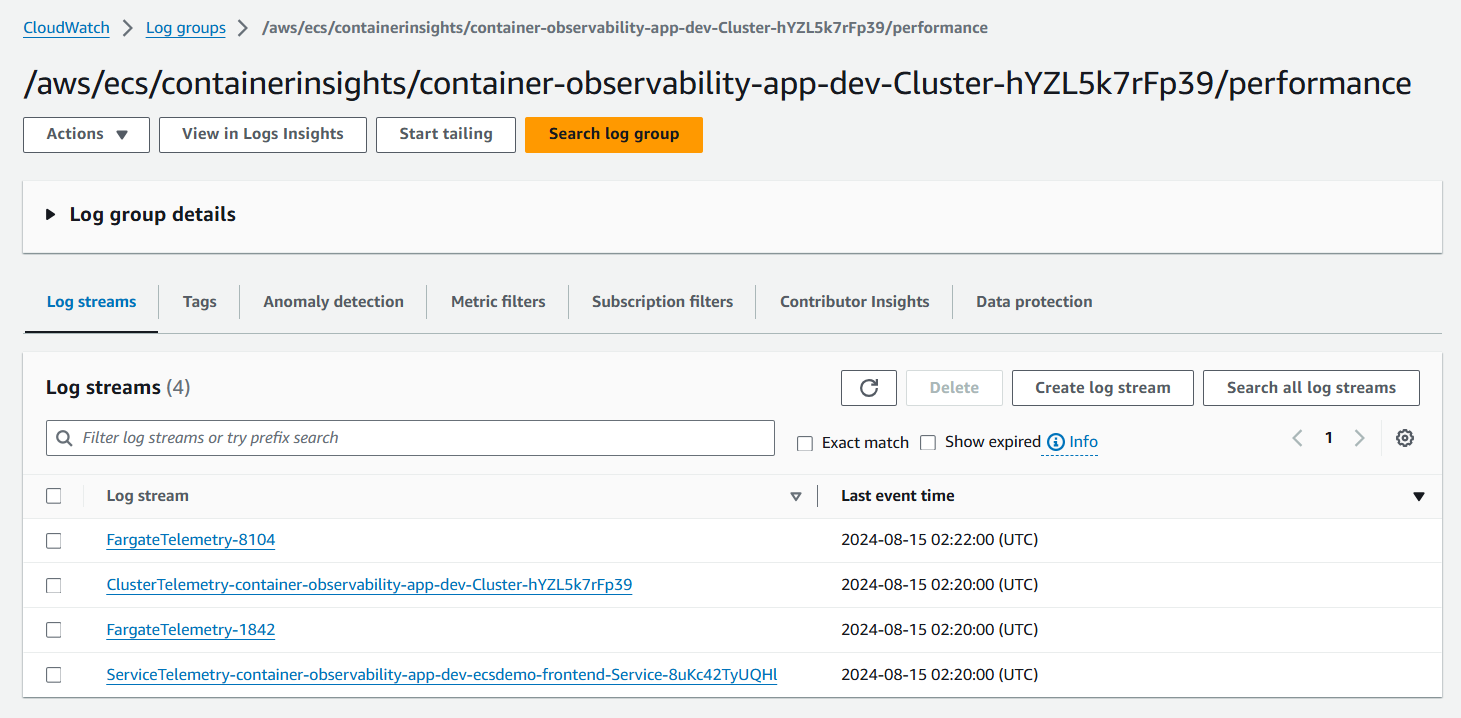 CloudWatch > Log groups > /aws/ecs/containerinsights/container-observability-app-dev-Cluster-hYZL5k7rFp39/performance
/aws/ecs/containerinsights/container-observability-app-dev-Cluster-hYZL5k7rFp39/performance
Actions View in Logs Insights Start tailing Search log group
Log group details
Log streams Tags Anomaly detection Metric filters Subscription filters Contributor Insights Data protection
Log streams (4) Delete Create log stream Search all log streams
Filter log streams or try prefix search Exact match Show expired Info 1
Log stream Last event time
FargateTelemetry-8104 2024-08-15 02:22:00 (UTC)
ClusterTelemetry-container-observability-app-dev-Cluster-hYZL5k7rFp39 2024-08-15 02:20:00 (UTC)
FargateTelemetry-1842 2024-08-15 02:20:00 (UTC)
ServiceTelemetry-container-observability-app-dev-ecsdemo-frontend-Service-8uKc42TyUQHl 2024-08-15 02:20:00 (UTC)